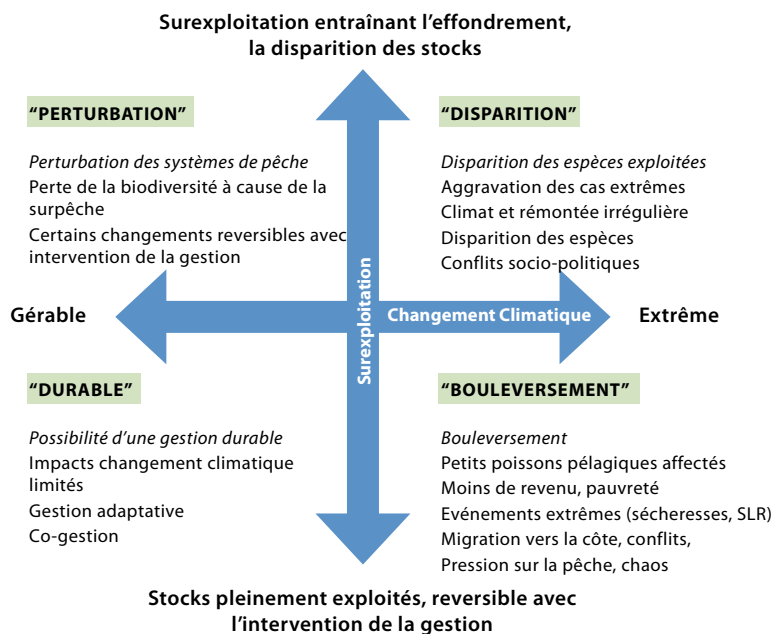 Surexploitation entraînant l’effondrement,
la disparition des stocks
“PERTURBATION”
Perturbation des systèmes de pêche
Perte de la biodiversité à cause de la
surpêche
Certains changements reversibles avec
intervention de la gestion
“DISPARITION”
Disparition des espèces exploitées
Aggravation des cas extrêmes
Climat et rémontée irrégulière
Disparition des espèces
Conflits socio-politiques
Gérable
Surexploitation
Changement Climatique
Extrême
“DURABLE”
Possibilité d’une gestion durable
Impacts changement climatique
limités
Gestion adaptative
Co-gestion
“BOULEVERSEMENT”
Bouleversement
Petits poissons pélagiques affectés
Moins de revenu, pauvreté
Evénements extrêmes (sécheresses, SLR)
Migration vers la côte, conflits,
Pression sur la pêche, chaos
Stocks pleinement exploités, reversible avec
l’intervention de la gestion